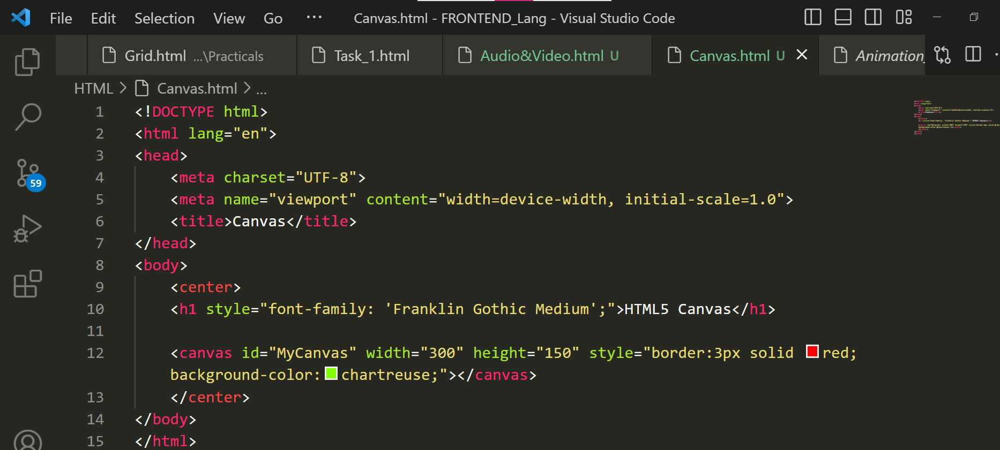 File Edit Selection View Go ··· Canvas.html - FRONTEND_Lang - Visual Studio Code
Grid.html ...\Practicals Task_1.html Audio&Video.html U Canvas.html U Animation_
HTML > Canvas.html > ...
1 <!DOCTYPE html>
2 <html lang="en">
3 <head>
4 <meta charset="UTF-8">
5 <meta name="viewport" content="width=device-width, initial-scale=1.0">
6 <title>Canvas</title>
7 </head>
8 <body>
9 <center>
10 <h1 style="font-family: 'Franklin Gothic Medium';">HTML5 Canvas</h1>
11
12 <canvas id="MyCanvas" width="300" height="150" style="border:3px solid red;
background-color:chartreuse;"></canvas>
13 </center>
14 </body>
15 </html>
59